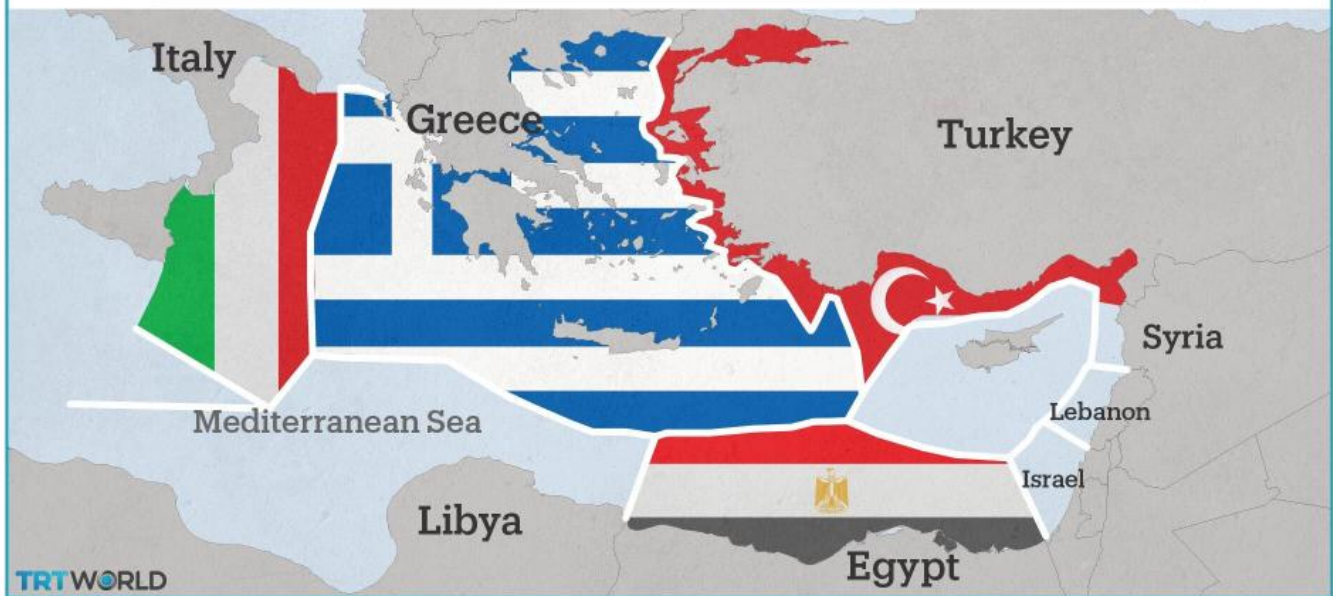 Italy
Greece
Turkey
Syria
Mediterranean Sea
Lebanon
Israel
Libya
Egypt
TRTWORLD